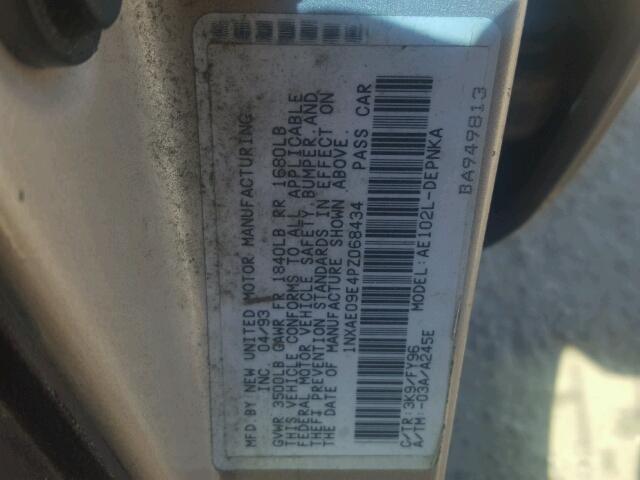 MFD BY NEW UNITED MOTOR MANUFACTURING,
INC. 04/93
GVWR 3500LB GAWR FR 1840LB RR 1680LB
THIS VEHICLE CONFORMS TO ALL APPLICABLE
FEDERAL MOTOR VEHICLE SAFETY, BUMPER, AND
THEFT PREVENTION STANDARDS IN EFFECT ON
THE DATE OF MANUFACTURE SHOWN ABOVE.
1NXAE09E4PZ068434 PASS CAR
C/TR:3K9/FY96 MODEL:AE102L-DEPNKA
A/TM:-03A/A245E
BA949813